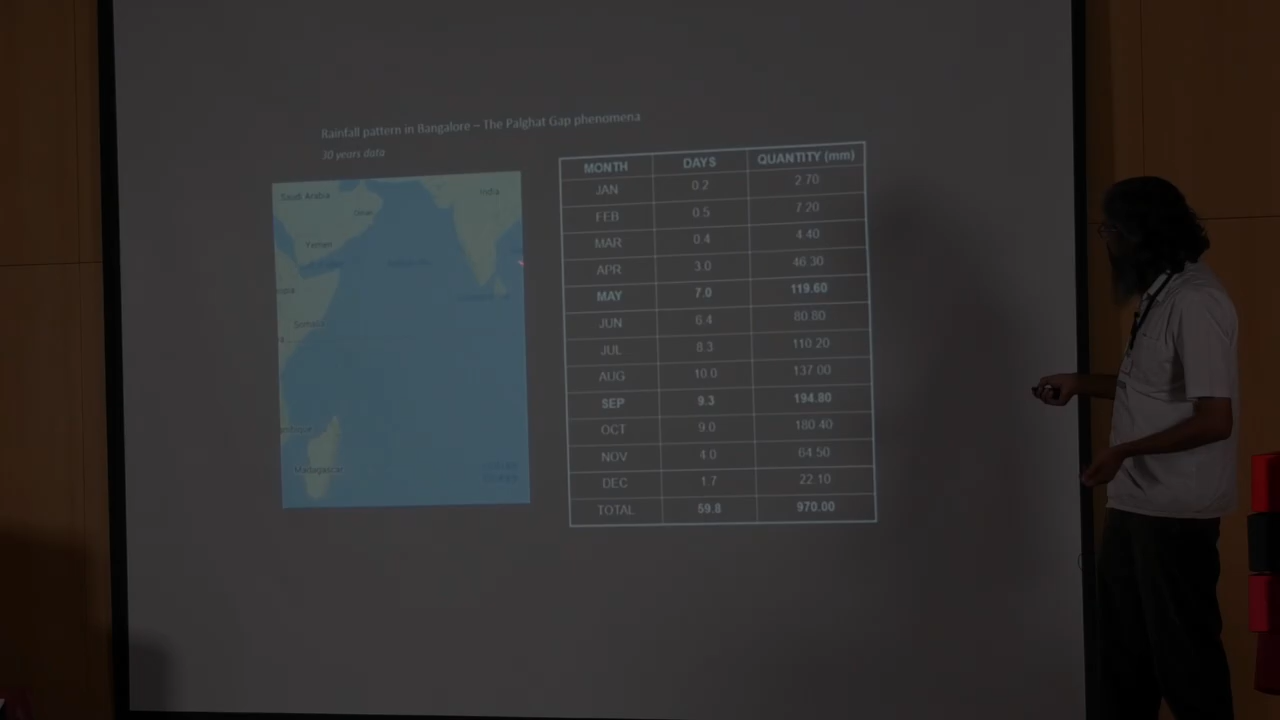 Rainfall pattern in Bangalore – The Palghat Gap phenomena
30 years data
Saudi Arabia
India
Oman
Yemen
Somalia
Madagascar
MONTH DAYS QUANTITY (mm)
JAN 0.2 2.70
FEB 0.5 7.20
MAR 0.4 4.40
APR 3.0 46.30
MAY 7.0 119.60
JUN 6.4 80.80
JUL 8.3 110.20
AUG 10.0 137.00
SEP 9.3 194.80
OCT 9.0 180.40
NOV 4.0 64.50
DEC 1.7 22.10
TOTAL 59.8 970.00